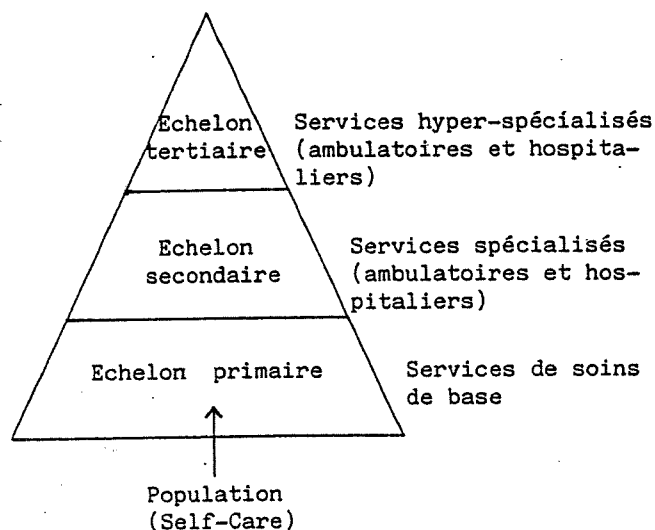 Echelon
tertiaire
Services hyper-spécialisés
(ambulatoires et hospita-
liers)
Echelon
secondaire
Services spécialisés
(ambulatoires et hos-
pitaliers)
Echelon primaire
Services de soins
de base
Population
(Self-Care)